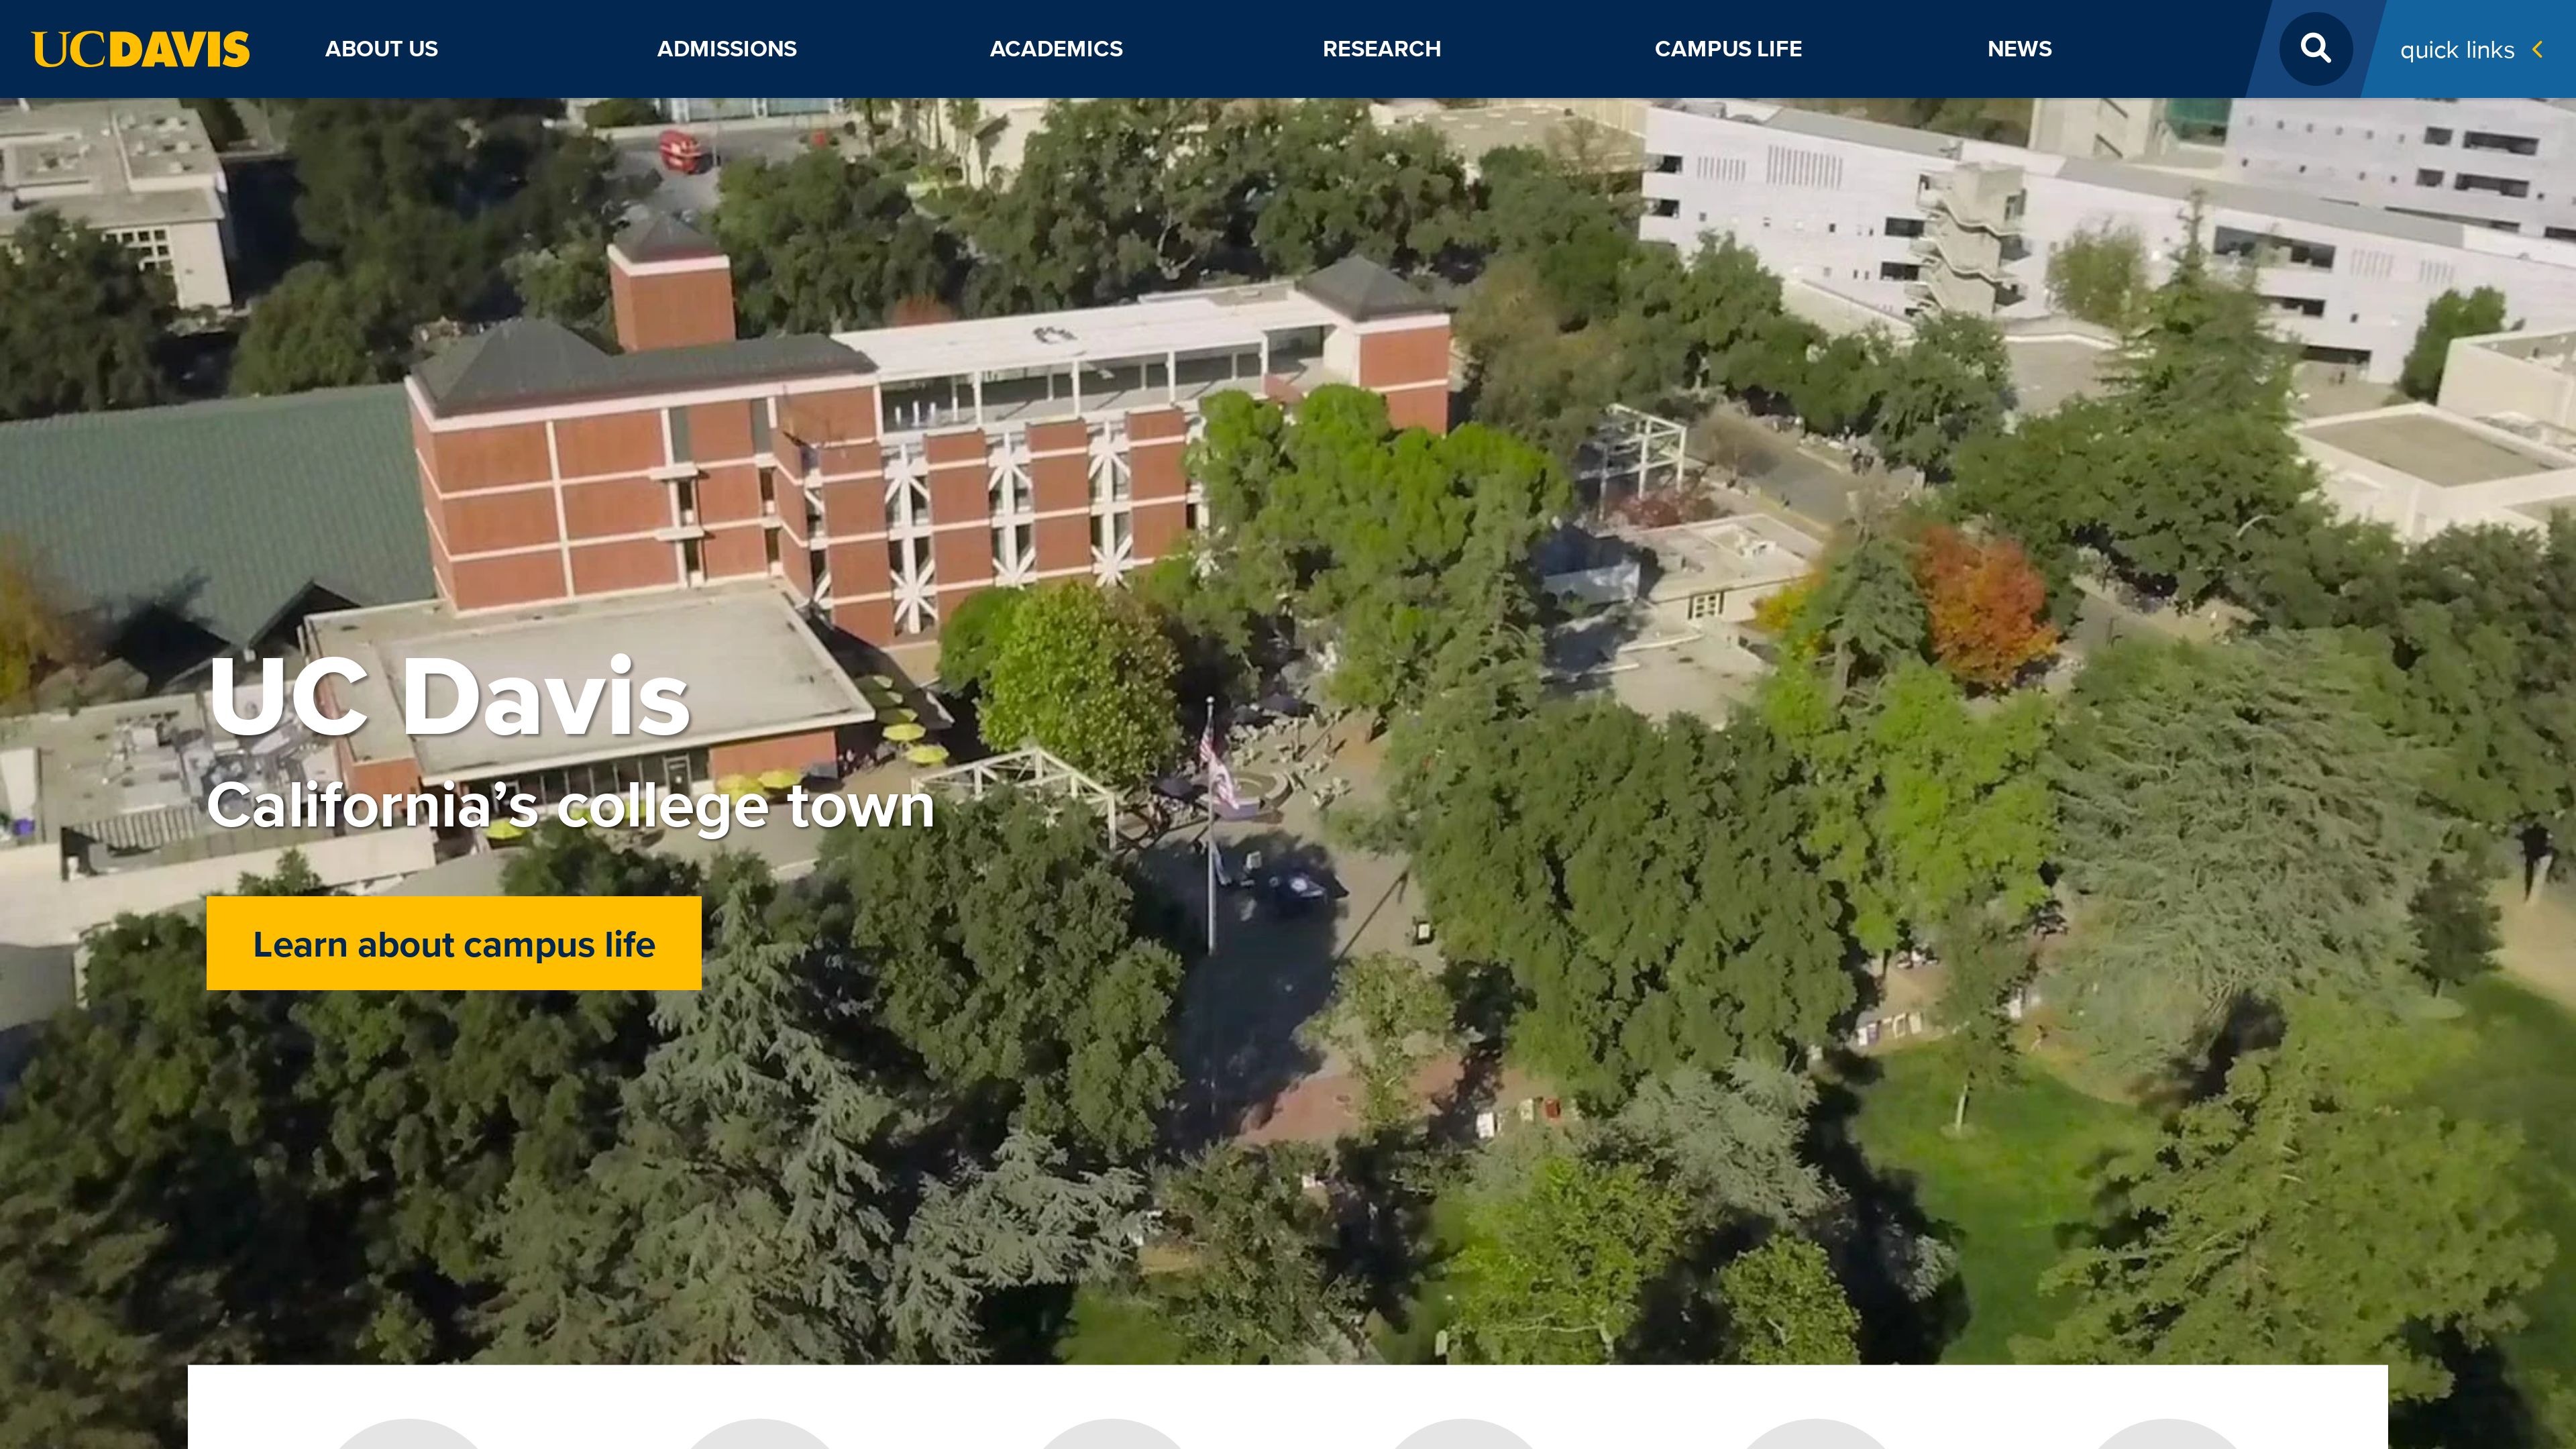 UCDAVIS
ABOUT US
ADMISSIONS
ACADEMICS
RESEARCH
CAMPUS LIFE
NEWS
quick links
UC Davis
California’s college town
Learn about campus life